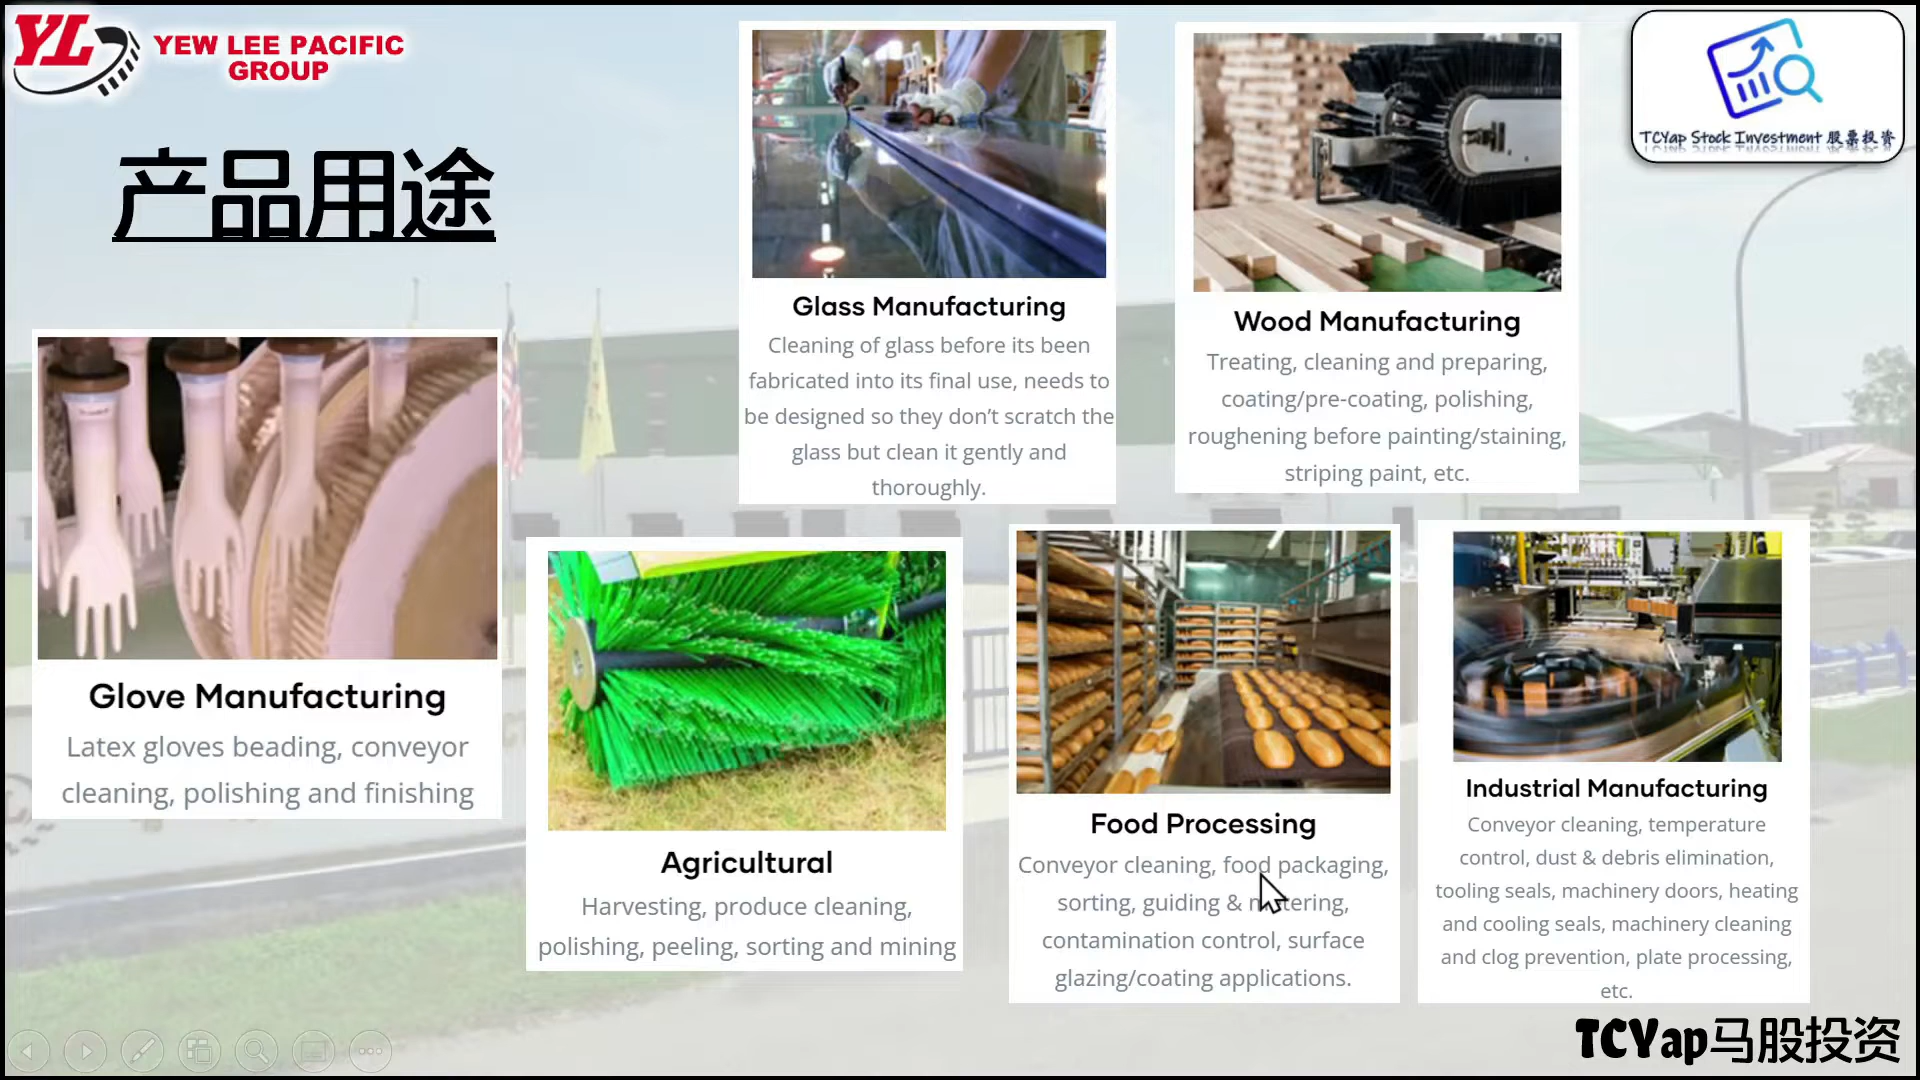 YL
YEW LEE PACIFIC
GROUP
TCYap Stock Investment 股票投资
产品用途
Glass Manufacturing
Cleaning of glass before its been
fabricated into its final use, needs to
be designed so they don’t scratch the
glass but clean it gently and
thoroughly.
Wood Manufacturing
Treating, cleaning and preparing,
coating/pre-coating, polishing,
roughening before painting/staining,
striping paint, etc.
Glove Manufacturing
Latex gloves beading, conveyor
cleaning, polishing and finishing
Agricultural
Harvesting, produce cleaning,
polishing, peeling, sorting and mining
Food Processing
Conveyor cleaning, food packaging,
sorting, guiding &
contamination control, surface
glazing/coating applications.
Industrial Manufacturing
Conveyor cleaning, temperature
control, dust & debris elimination,
tooling seals, machinery doors, heating
and cooling seals, machinery cleaning
and clog prevention, plate processing,
etc.
TCYap马股投资